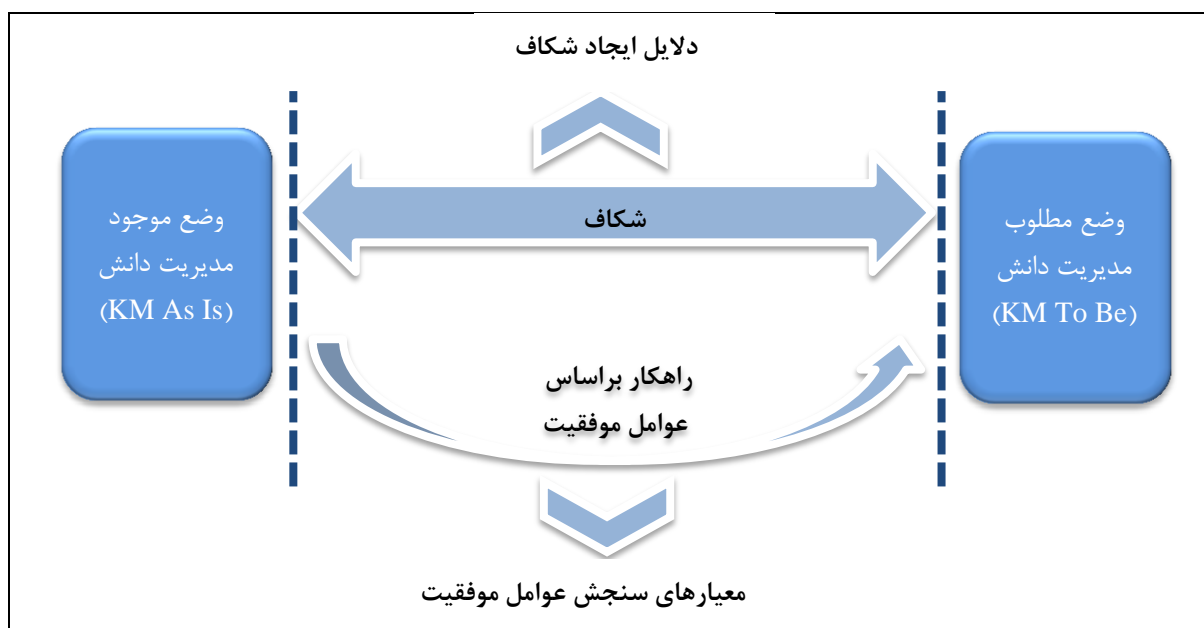 دلایل ایجاد شکاف
وضع مطلوب
مدیریت دانش
(KM To Be)
شکاف
وضع موجود
مدیریت دانش
(KM As Is)
راهکار براساس
عوامل موفقیت
معیارهای سنجش عوامل موفقیت